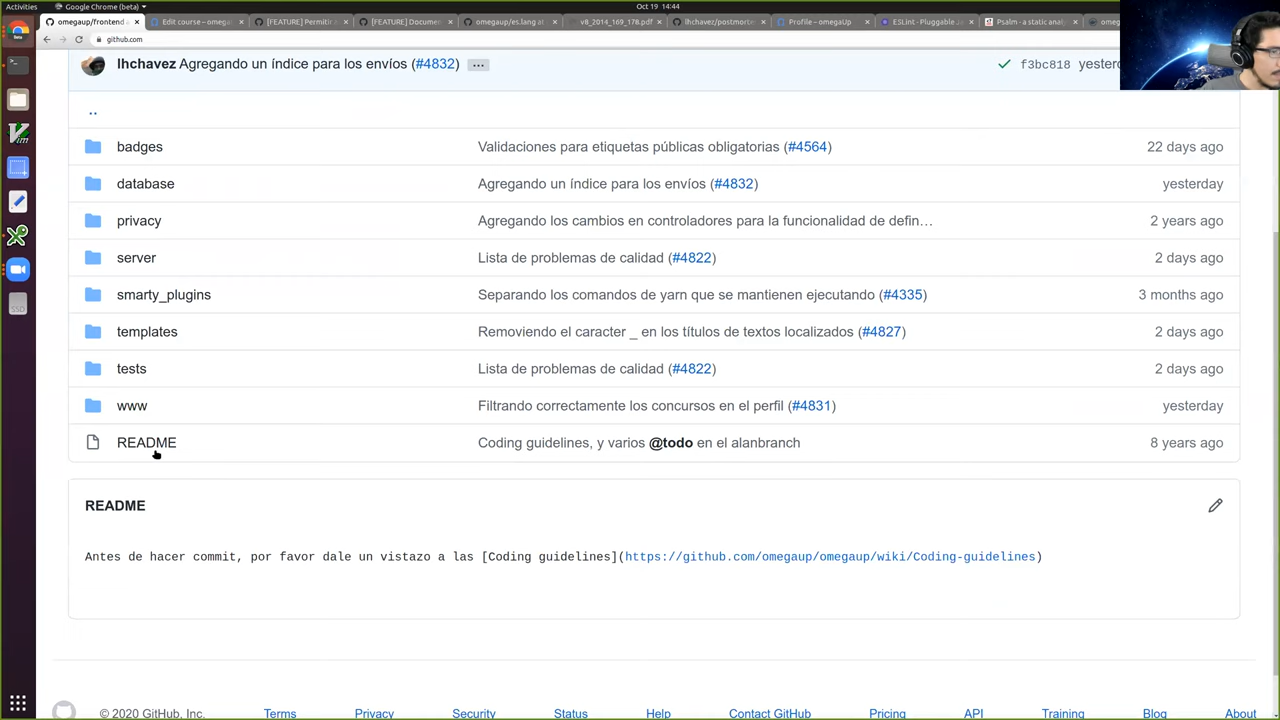 Activities
Google Chrome (beta)
Oct 19 14:44
omegaup/frontend a
Edit course – omega
[FEATURE] Permitir
[FEATURE] Docume
omegaup/es.lang at
v8_2014_169_178.pdf
lhchavez/postmorte
Profile – omegaUp
ESLint - Pluggable Ja
Psalm - a static analy
omeg
github.com
lhchavez Agregando un índice para los envíos (#4832) ...
f3bc818 yesterd
..
badges Validaciones para etiquetas públicas obligatorias (#4564) 22 days ago
database Agregando un índice para los envíos (#4832) yesterday
privacy Agregando los cambios en controladores para la funcionalidad de defin… 2 years ago
server Lista de problemas de calidad (#4822) 2 days ago
smarty_plugins Separando los comandos de yarn que se mantienen ejecutando (#4335) 3 months ago
templates Removiendo el caracter _ en los títulos de textos localizados (#4827) 2 days ago
tests Lista de problemas de calidad (#4822) 2 days ago
www Filtrando correctamente los concursos en el perfil (#4831) yesterday
README Coding guidelines, y varios @todo en el alanbranch 8 years ago
README
Antes de hacer commit, por favor dale un vistazo a las [Coding guidelines](https://github.com/omegaup/omegaup/wiki/Coding-guidelines)
© 2020 GitHub, Inc. Terms Privacy Security Status Help Contact GitHub Pricing API Training Blog About
SSD